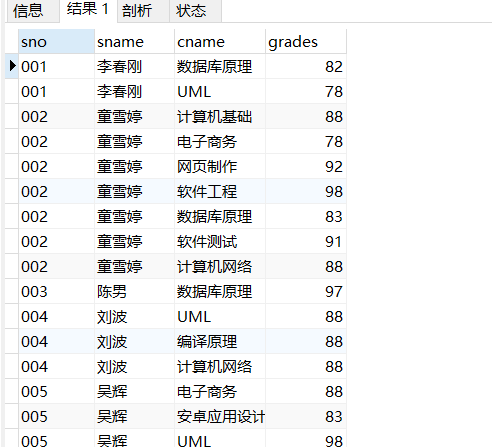 信息 结果 1 剖析 状态
sno sname cname grades
001 李春刚 数据库原理 82
001 李春刚 UML 78
002 童雪婷 计算机基础 88
002 童雪婷 电子商务 78
002 童雪婷 网页制作 92
002 童雪婷 软件工程 98
002 童雪婷 数据库原理 83
002 童雪婷 软件测试 91
002 童雪婷 计算机网络 88
003 陈男 数据库原理 97
004 刘波 UML 88
004 刘波 编译原理 88
004 刘波 计算机网络 88
005 吴辉 电子商务 88
005 吴辉 安卓应用设计 83
005 吴辉 UML 98